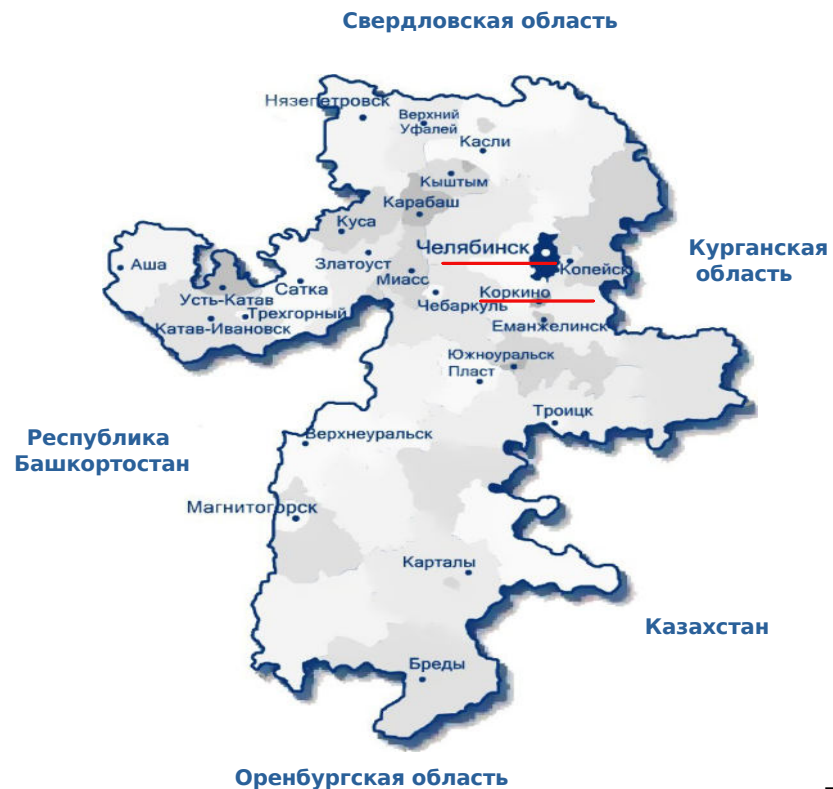 Свердловская область
Нязепетровск
Верхний
Уфалей
Касли
Кыштым
Карабаш
Куса
Челябинск
Курганская
область
Аша
Златоуст
Копейск
Миасс
Сатка
Коркино
Усть-Катав
Чебаркуль
Трехгорный
Катав-Ивановск
Еманжелинск
Южноуральск
Пласт
Троицк
Республика
Башкортостан
Верхнеуральск
Магнитогорск
Карталы
Казахстан
Бреды
Оренбургская область